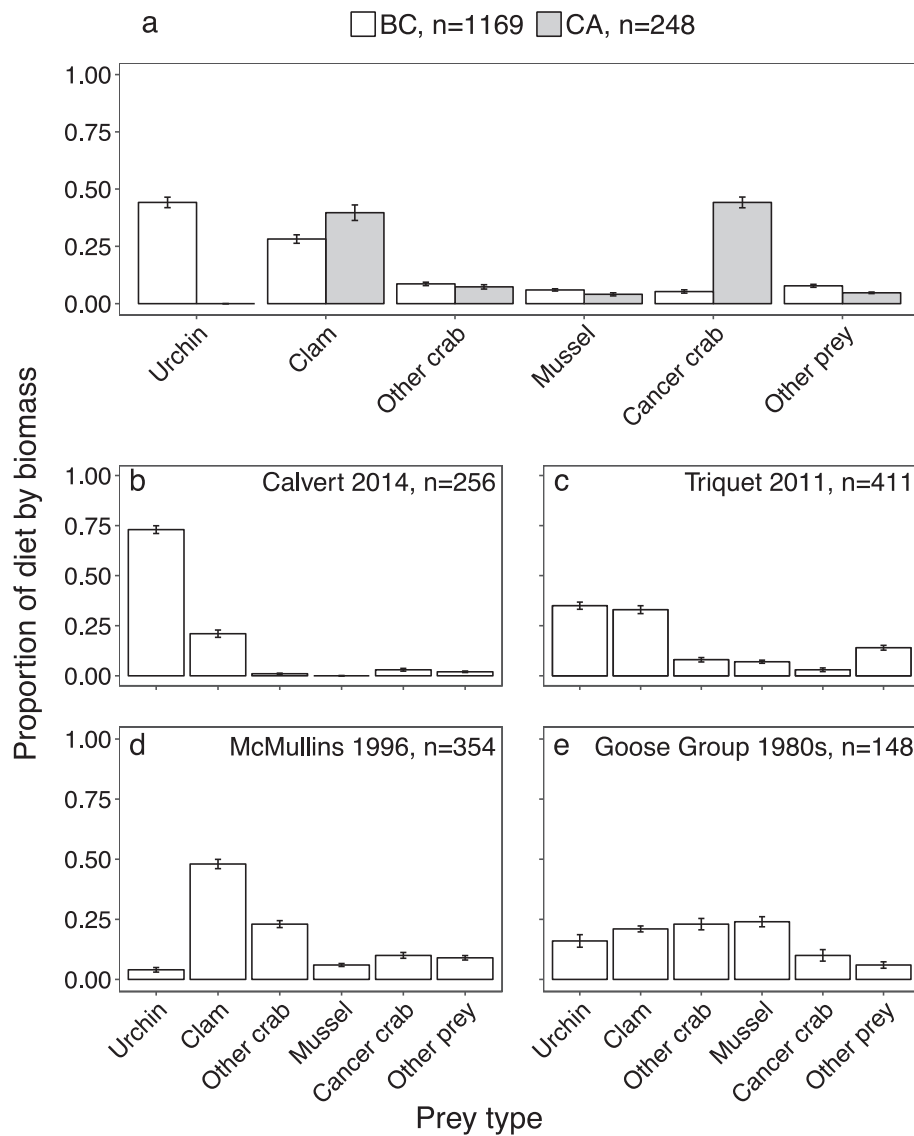 a
BC, n=1169 CA, n=248
1.00
0.75
0.50
0.25
0.00
Urchin
Clam
Other crab
Mussel
Cancer crab
Other prey
Proportion of diet by biomass
b Calvert 2014, n=256
1.00
0.75
0.50
0.25
0.00
c Triquet 2011, n=411
d McMullins 1996, n=354
1.00
0.75
0.50
0.25
0.00
e Goose Group 1980s, n=148
Urchin
Clam
Other crab
Mussel
Cancer crab
Other prey
Urchin
Clam
Other crab
Mussel
Cancer crab
Other prey
Prey type